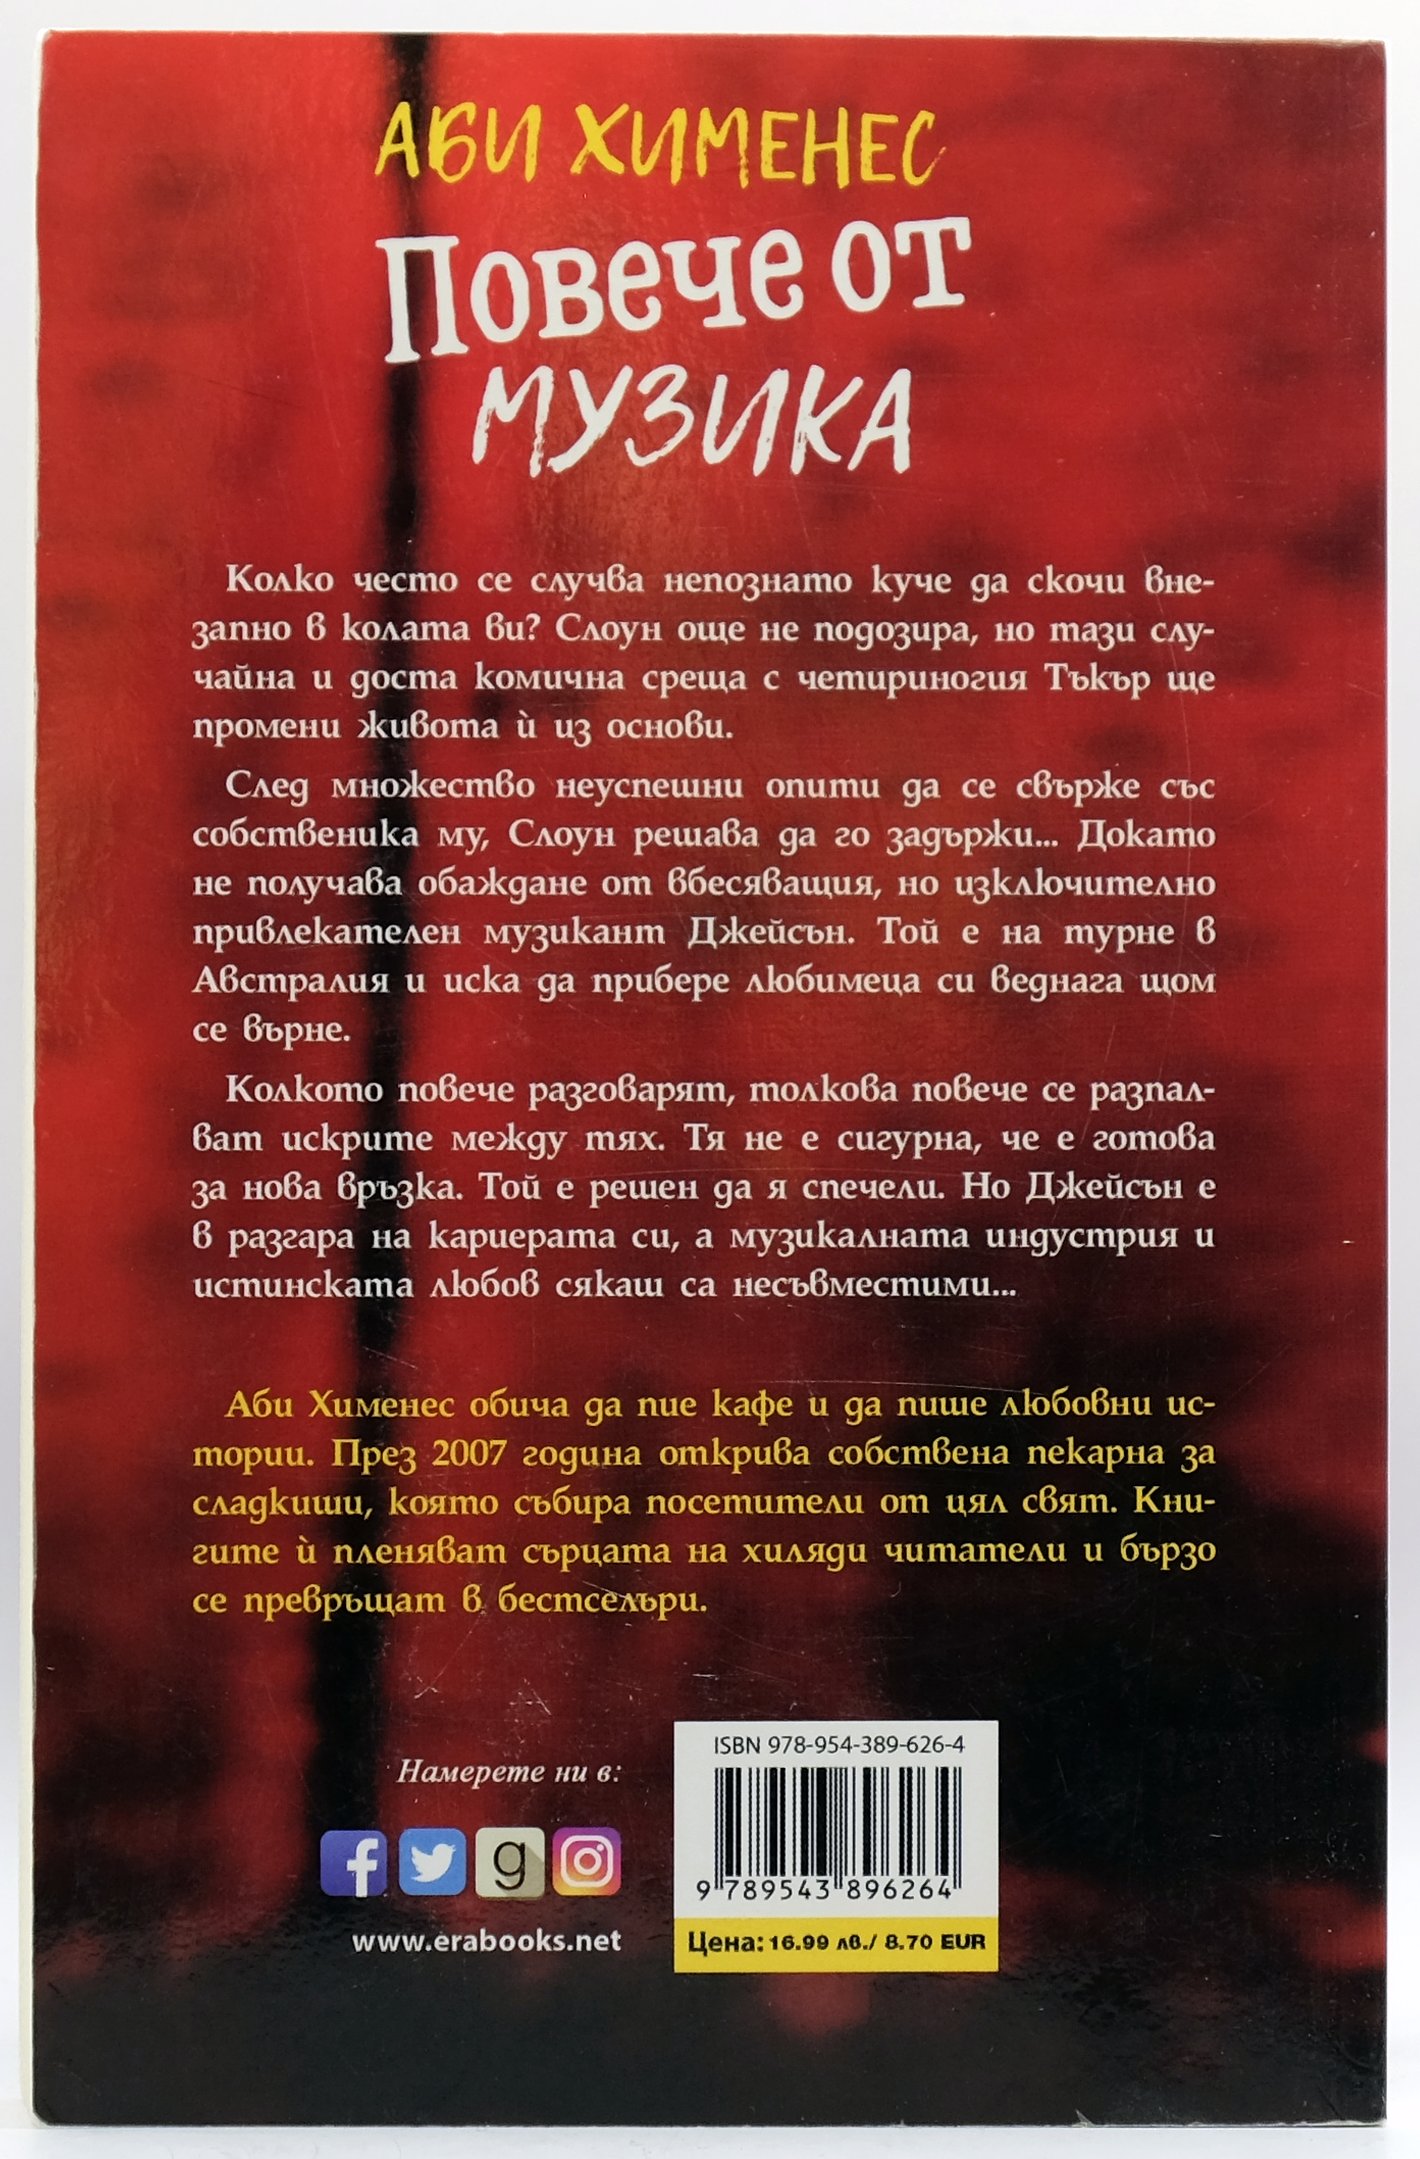 АБИ ХИМЕНЕС
Повече от
МУЗИКА
Колко често се случва непознато куче да скочи вне-
запно в колата ви? Слоун още не подозира, но тази слу-
чайна и доста комична среща с четириногия Тъкър ще
промени живота ѝ из основи.
След множество неуспешни опити да се свърже със
собственика му, Слоун решава да го задържи... Докато
не получава обаждане от вбесяващия, но изключително
привлекателен музикант Джейсън. Той е на турне в
Австралия и иска да прибере любимеца си веднага щом
се върне.
Колкото повече разговарят, толкова повече се разпал-
ват искрите между тях. Тя не е сигурна, че е готова
за нова връзка. Той е решен да я спечели. Но Джейсън е
в разгара на кариерата си, а музикалната индустрия и
истинската любов сякаш са несъвместими...
Аби Хименес обича да пие кафе и да пише любовни ис-
тории. През 2007 година открива собствена пекарна за
сладкиши, която събира посетители от цял свят. Кни-
гите ѝ пленяват сърцата на хиляди читатели и бързо
се превръщат в бестселъри.
Намерете ни в:
f g
www.erabooks.net
ISBN 978-954-389-626-4
9 789543 896264
Цена: 16.99 лв./ 8.70 EUR